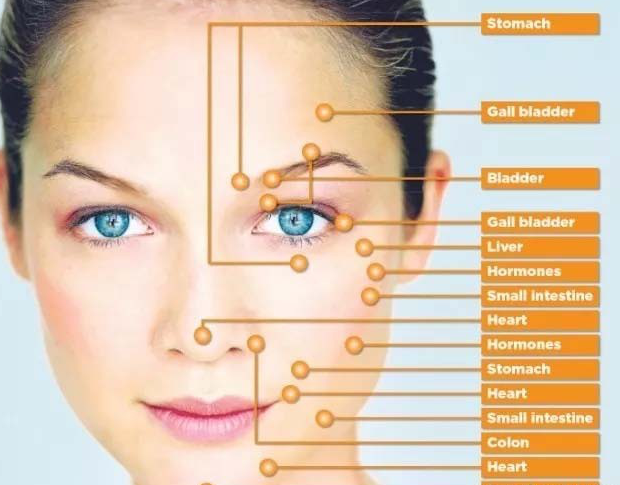 Stomach
Gall bladder
Bladder
Gall bladder
Liver
Hormones
Small intestine
Heart
Hormones
Stomach
Heart
Small intestine
Colon
Heart